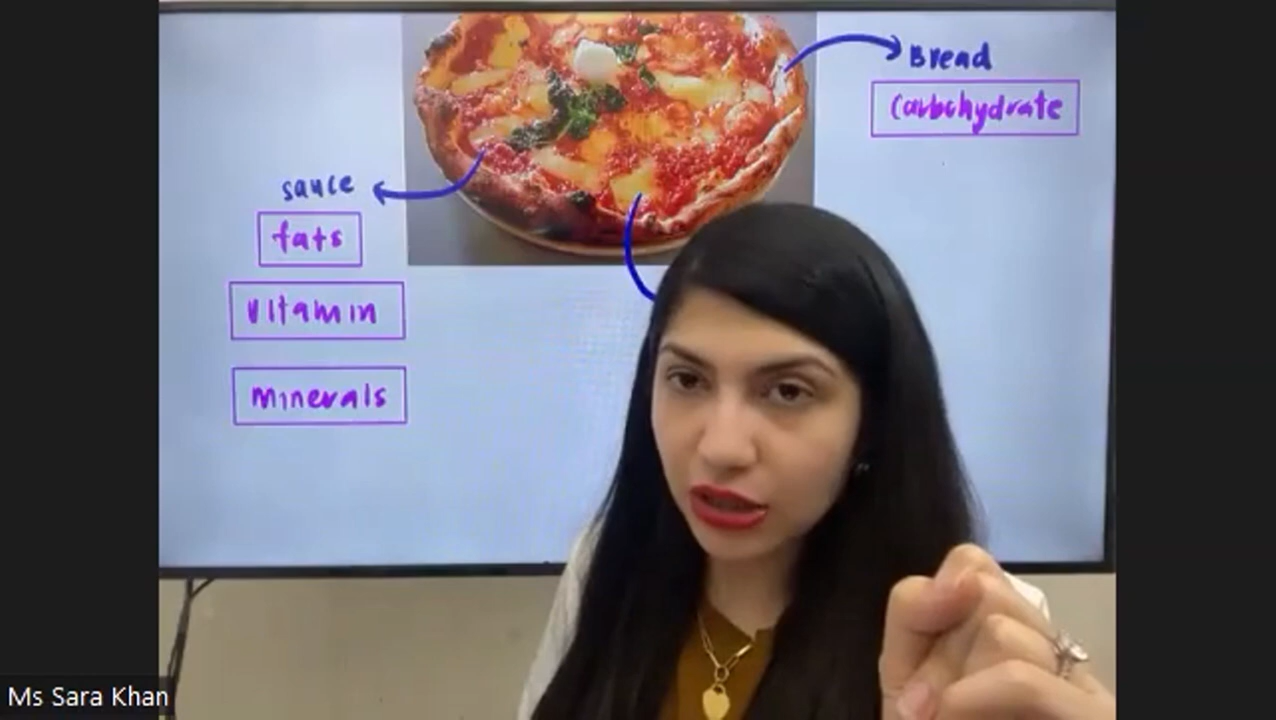 Bread
Carbohydrate
sauce
fats
vitamin
minerals
Ms Sara Khan